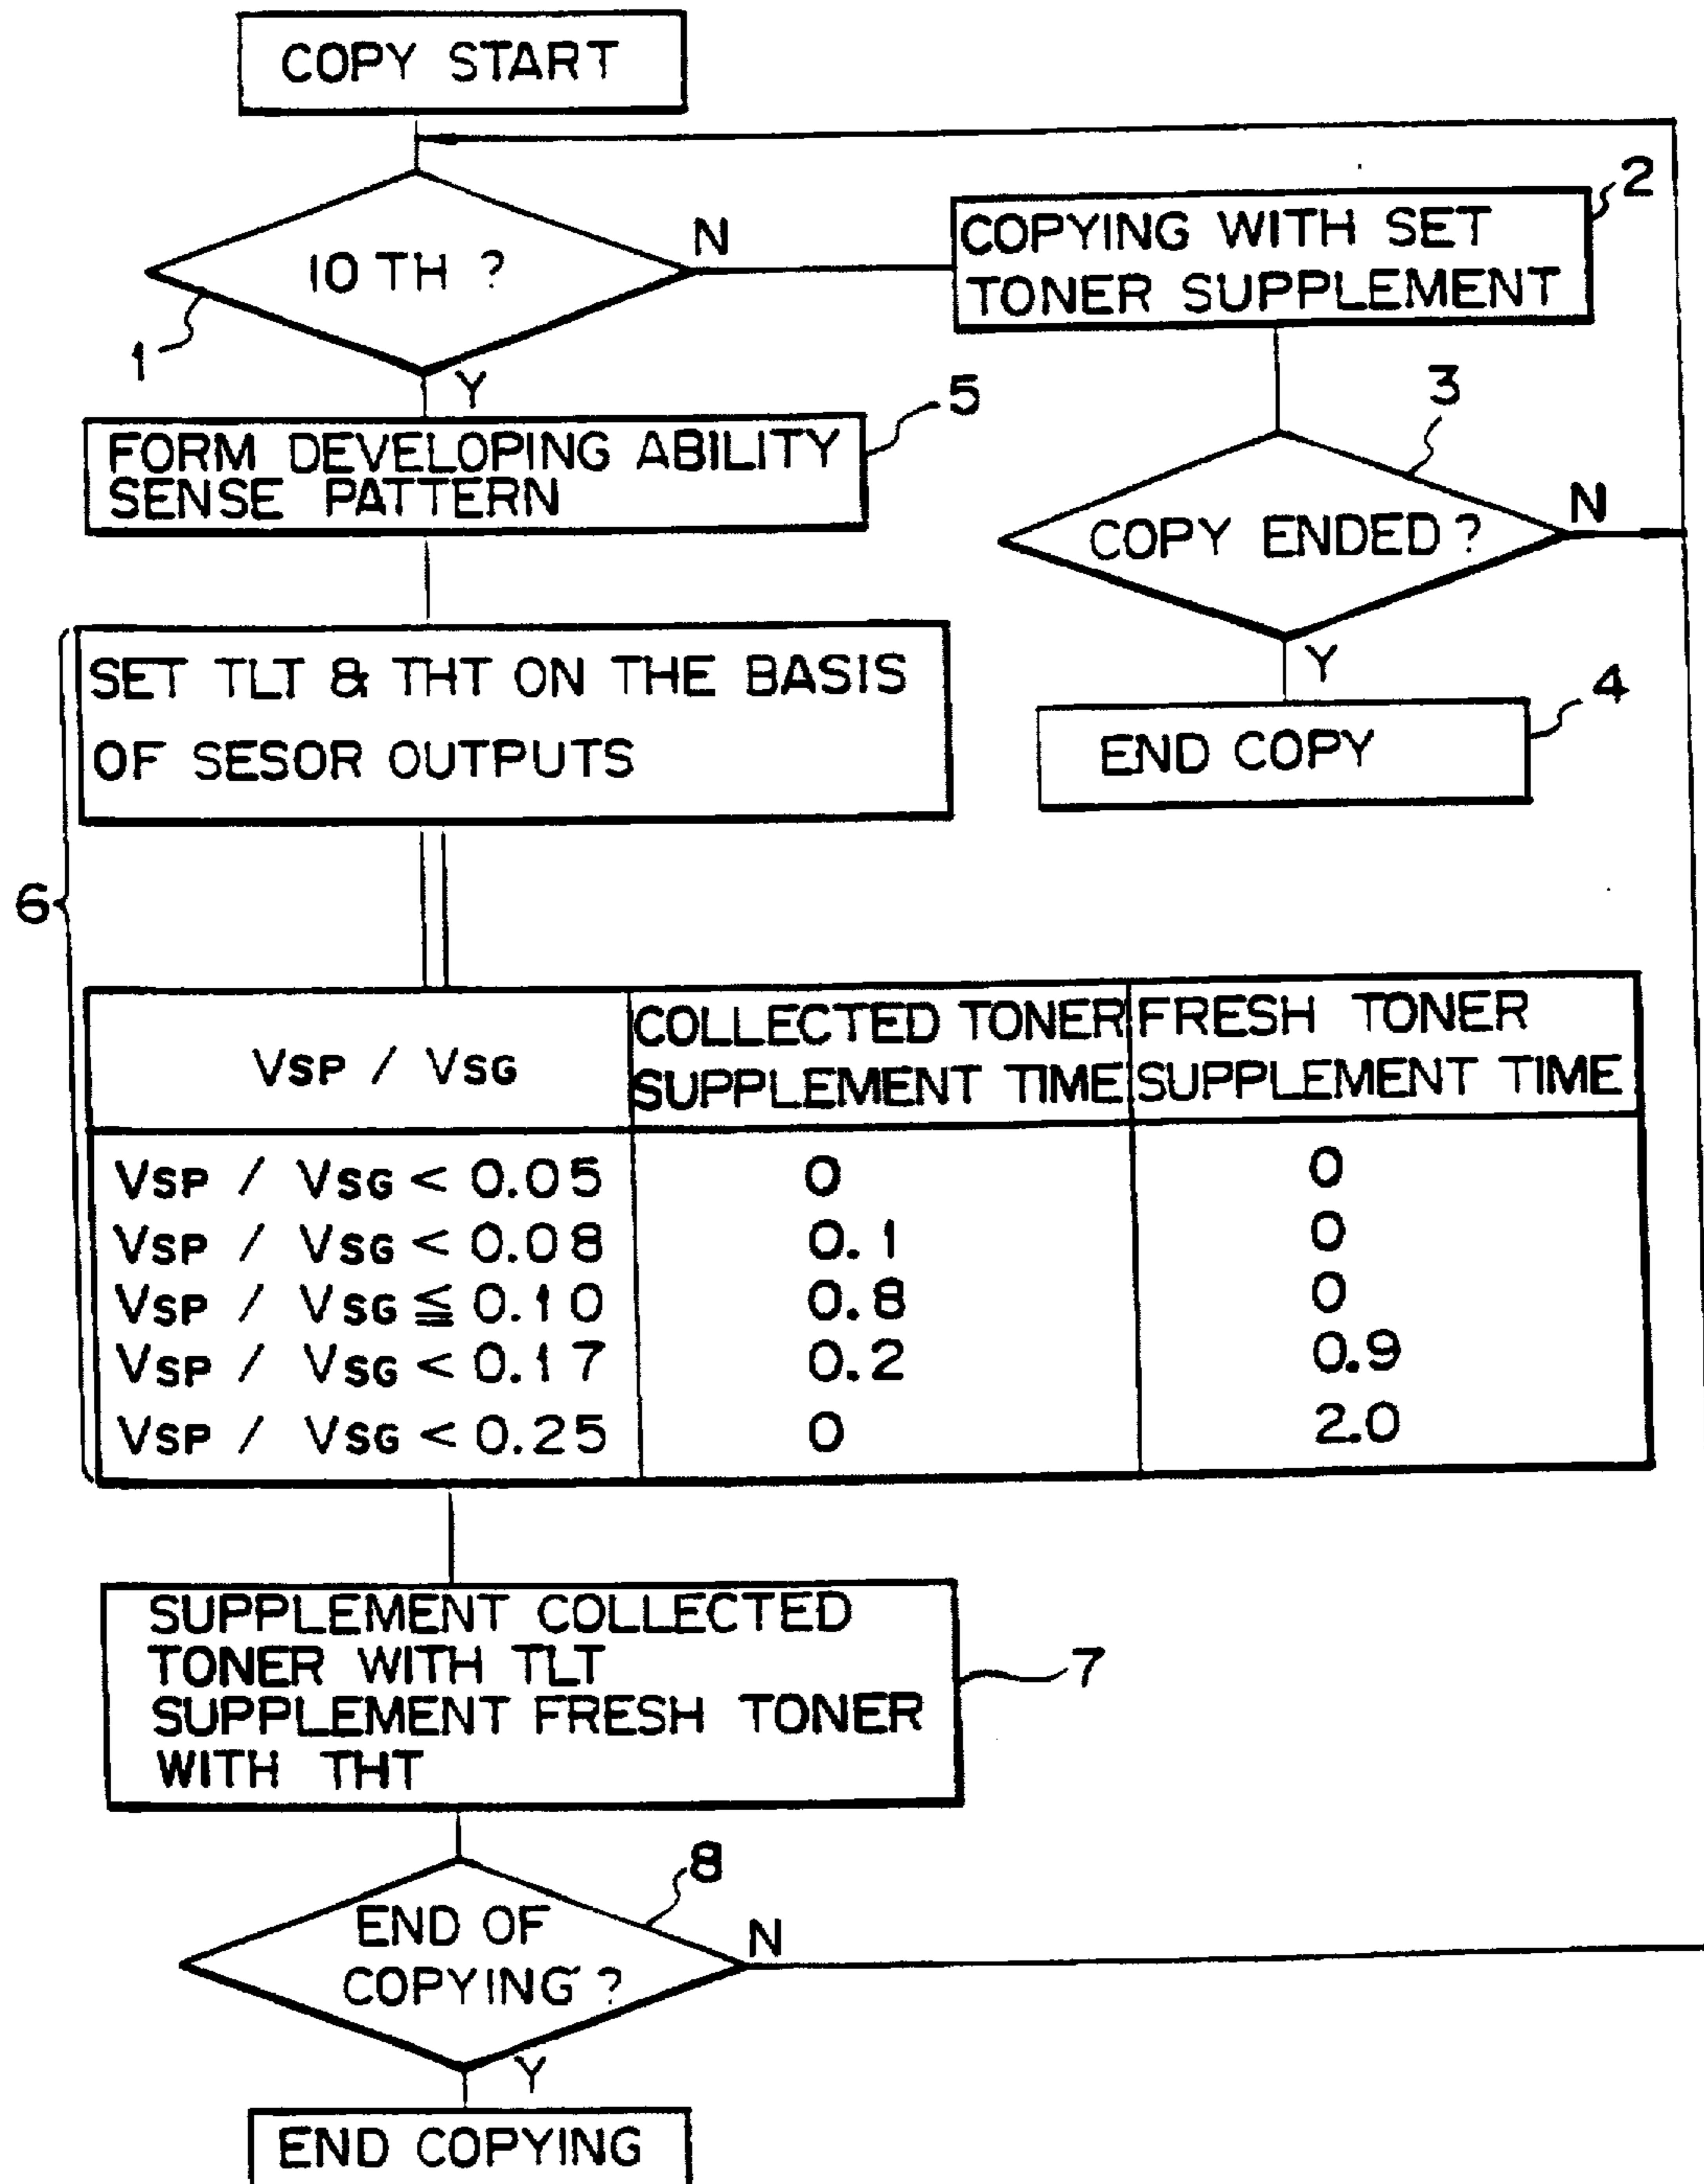 COPY START
10 TH ?
N
2
COPYING WITH SET
TONER SUPPLEMENT
1
Y
3
5
FORM DEVELOPING ABILITY
SENSE PATTERN
COPY ENDED ?
N
Y
4
END COPY
6
SET TLT & THT ON THE BASIS
OF SESOR OUTPUTS
VSP / VSG
COLLECTED TONER
SUPPLEMENT TIME
FRESH TONER
SUPPLEMENT TIME
VSP / VSG < 0.05 0 0
VSP / VSG < 0.08 0.1 0
VSP / VSG ≦ 0.10 0.8 0
VSP / VSG < 0.17 0.2 0.9
VSP / VSG < 0.25 0 2.0
SUPPLEMENT COLLECTED
TONER WITH TLT
SUPPLEMENT FRESH TONER
WITH THT
7
8
END OF
COPYING ?
N
Y
END COPYING